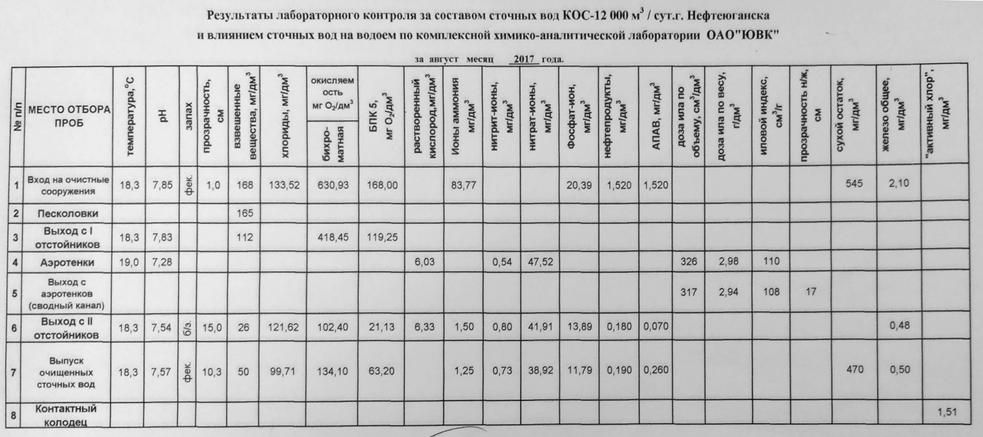 Результаты лабораторного контроля за составом сточных вод КОС-12 000 м³ / сут.г. Нефтеюганска
и влиянием сточных вод на водоем по комплексной химико-аналитической лаборатории ОАО"ЮВК"
за август месяц 2017 года.
№ п/п | МЕСТО ОТБОРА ПРОБ | температура,°С | pH | запах | прозрачность, см | взвешенные вещества, мг/дм³ | хлориды, мг/дм³ | окисляемость мг О₂/дм³ бихроматная | БПК 5, мг О₂/дм³ | растворенный кислород,мг/дм³ | Ионы аммония мг/дм³ | нитрит-ионы, мг/дм³ | нитрат-ионы, мг/дм³ | Фосфат-ион, мг/дм³ | нефтепродукты, мг/дм³ | АПАВ, мг/дм³ | доза ила по объему, см³/дм³ | доза ила по весу, г/дм³ | иловой индекс, см³/г | прозрачность н/ж, см | сухой остаток, мг/дм³ | железо общее, мг/дм³ | "активный хлор", мг/дм³
1 | Вход на очистные сооружения | 18,3 | 7,85 | фек. | 1,0 | 168 | 133,52 | 630,93 | 168,00 | 83,77 | 20,39 | 1,520 | 1,520 | 545 | 2,10
2 | Песколовки | 165
3 | Выход с I отстойников | 18,3 | 7,83 | 112 | 418,45 | 119,25
4 | Аэротенки | 19,0 | 7,28 | 6,03 | 0,54 | 47,52 | 326 | 2,98 | 110
5 | Выход с аэротенков (сводный канал) | 317 | 2,94 | 108 | 17
6 | Выход с II отстойников | 18,3 | 7,54 | б/з. | 15,0 | 26 | 121,62 | 102,40 | 21,13 | 6,33 | 1,50 | 0,80 | 41,91 | 13,89 | 0,180 | 0,070 | 0,48
7 | Выпуск очищенных сточных вод | 18,3 | 7,57 | фек. | 10,3 | 50 | 99,71 | 134,10 | 63,20 | 1,25 | 0,73 | 38,92 | 11,79 | 0,190 | 0,260 | 470 | 0,50
8 | Контактный колодец | 1,51